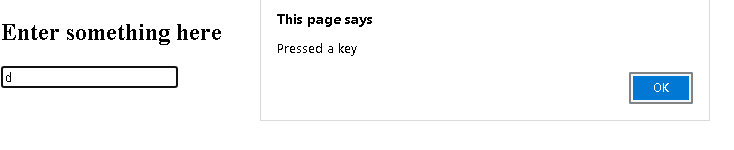 Enter something here
d
This page says
Pressed a key
OK